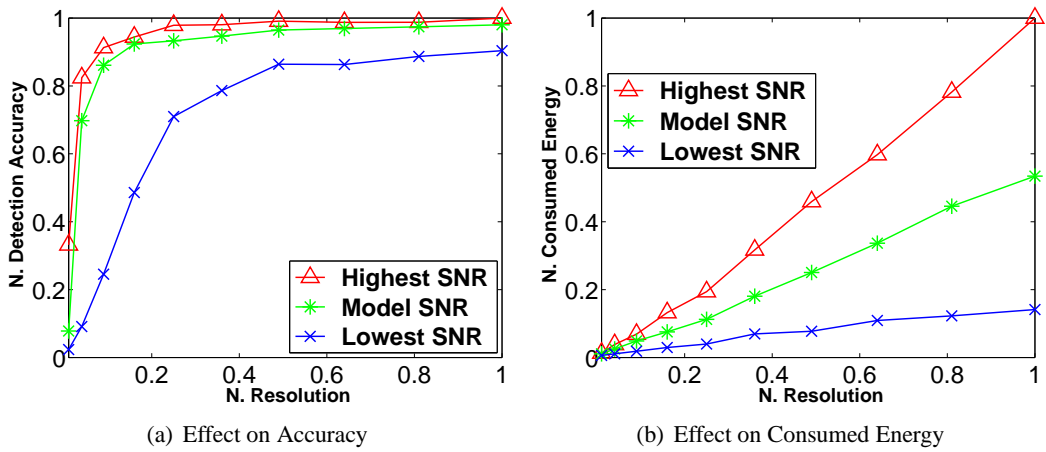 1
0.8
0.6
0.4
0.2
0
N. Detection Accuracy
Highest SNR
Model SNR
Lowest SNR
0.2
0.4
0.6
0.8
1
N. Resolution
(a) Effect on Accuracy
1
0.8
0.6
0.4
0.2
0
N. Consumed Energy
Highest SNR
Model SNR
Lowest SNR
0.2
0.4
0.6
0.8
1
N. Resolution
(b) Effect on Consumed Energy